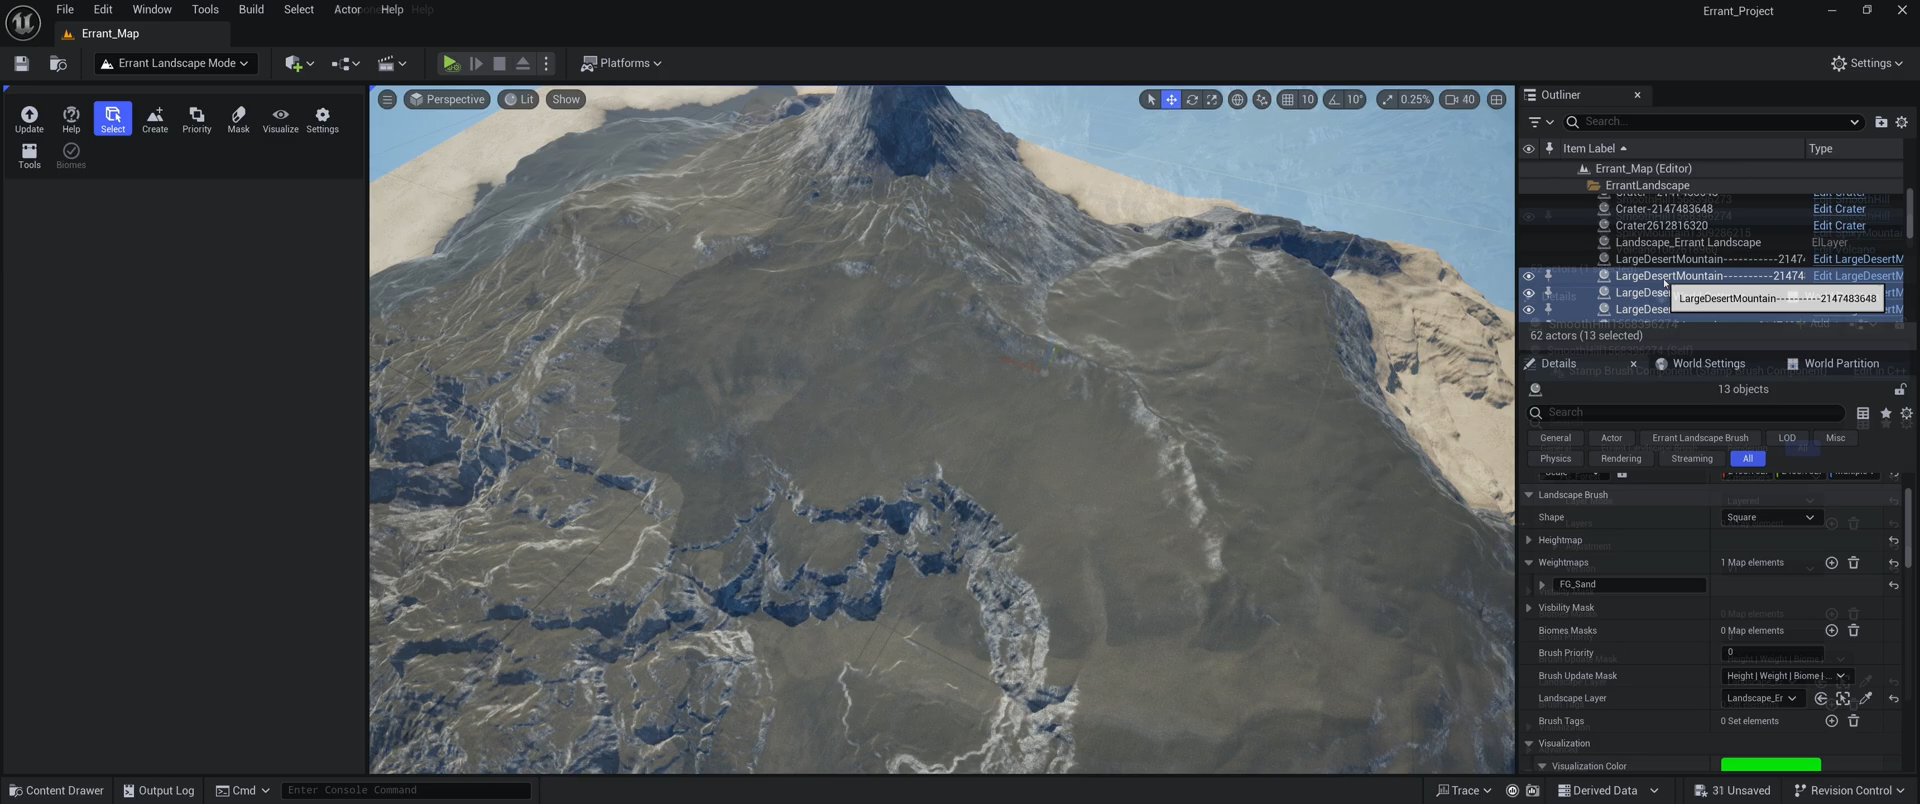 File Edit Window Tools Build Select Actor Help
Errant_Project
Errant_Map
Errant Landscape Mode
Platforms
Settings
Update Help Select Create Priority Mask Visualize Settings
Tools Biomes
Perspective Lit Show
10 10° 0.25% 40
Outliner
Search...
Item Label Type
Errant_Map (Editor)
ErrantLandscape
Crater-2147483648 Edit Crater
Crater2612816320 Edit Crater
Landscape_Errant Landscape ElLayer
LargeDesertMountain-----------2147 Edit LargeDesertM
LargeDesertMountain----------21474 Edit LargeDesertM
LargeDeser
LargeDesertMountain----------2147483648
LargeDeser
62 actors (13 selected)
Details World Settings World Partition
13 objects
Search
General Actor Errant Landscape Brush LOD Misc
Physics Rendering Streaming All
Landscape Brush
Shape Square
Heightmap
Weightmaps 1 Map elements
FG_Sand
Visbility Mask
Biomes Masks 0 Map elements
Brush Priority 0
Brush Update Mask Height | Weight | Biome | ...
Landscape Layer Landscape_Er
Brush Tags 0 Set elements
Visualization
Visualization Color
Content Drawer Output Log Cmd Enter Console Command
Trace Derived Data 31 Unsaved Revision Control